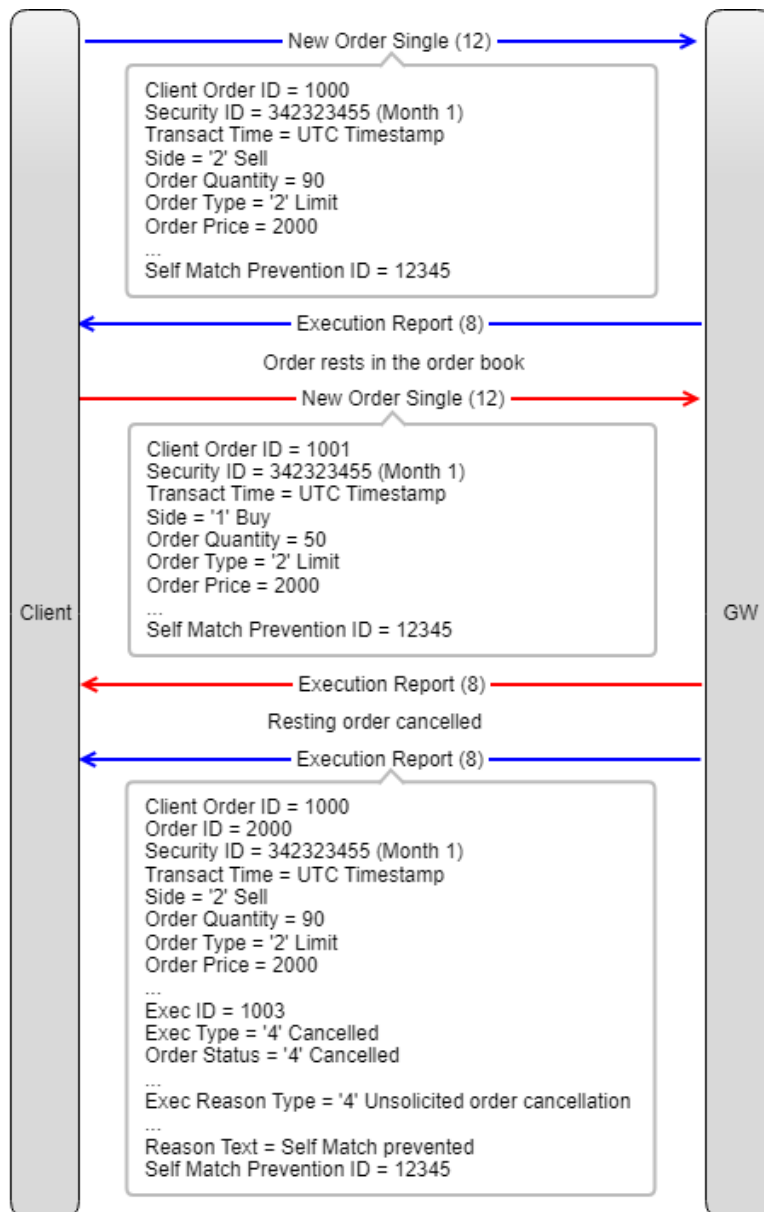 New Order Single (12)
Client Order ID = 1000
Security ID = 342323455 (Month 1)
Transact Time = UTC Timestamp
Side = '2' Sell
Order Quantity = 90
Order Type = '2' Limit
Order Price = 2000
...
Self Match Prevention ID = 12345
Execution Report (8)
Order rests in the order book
New Order Single (12)
Client Order ID = 1001
Security ID = 342323455 (Month 1)
Transact Time = UTC Timestamp
Side = '1' Buy
Order Quantity = 50
Order Type = '2' Limit
Order Price = 2000
...
Self Match Prevention ID = 12345
Client
GW
Execution Report (8)
Resting order cancelled
Execution Report (8)
Client Order ID = 1000
Order ID = 2000
Security ID = 342323455 (Month 1)
Transact Time = UTC Timestamp
Side = '2' Sell
Order Quantity = 90
Order Type = '2' Limit
Order Price = 2000
...
Exec ID = 1003
Exec Type = '4' Cancelled
Order Status = '4' Cancelled
...
Exec Reason Type = '4' Unsolicited order cancellation
...
Reason Text = Self Match prevented
Self Match Prevention ID = 12345